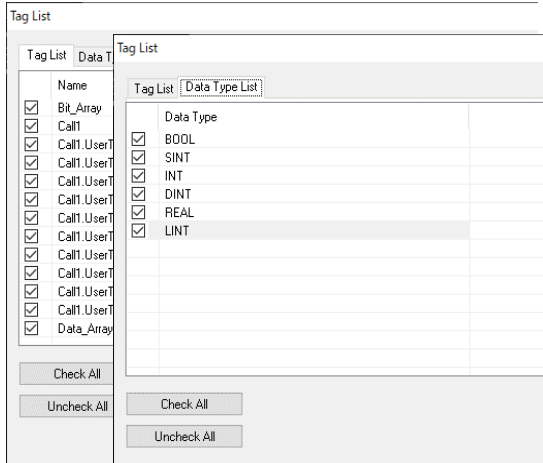 Tag List
Tag List Data T
Name
Bit_Array
Call1
Call1.UserT
Call1.UserT
Call1.UserT
Call1.UserT
Call1.UserT
Call1.UserT
Call1.UserT
Call1.UserT
Call1.UserT
Call1.UserT
Data_Array
Check All
Uncheck All
Tag List
Tag List Data Type List
Data Type
BOOL
SINT
INT
DINT
REAL
LINT
Check All
Uncheck All